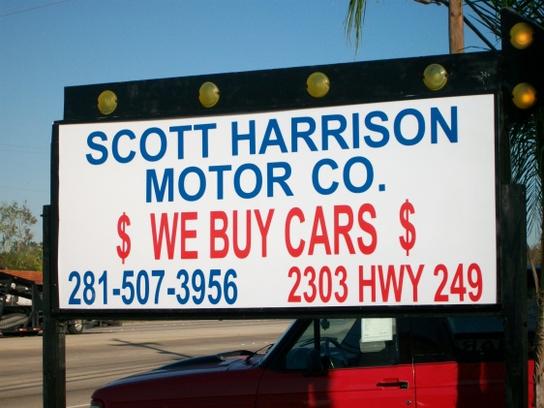 SCOTT HARRISON
MOTOR CO.
$ WE BUY CARS $
281-507-3956 2303 HWY 249